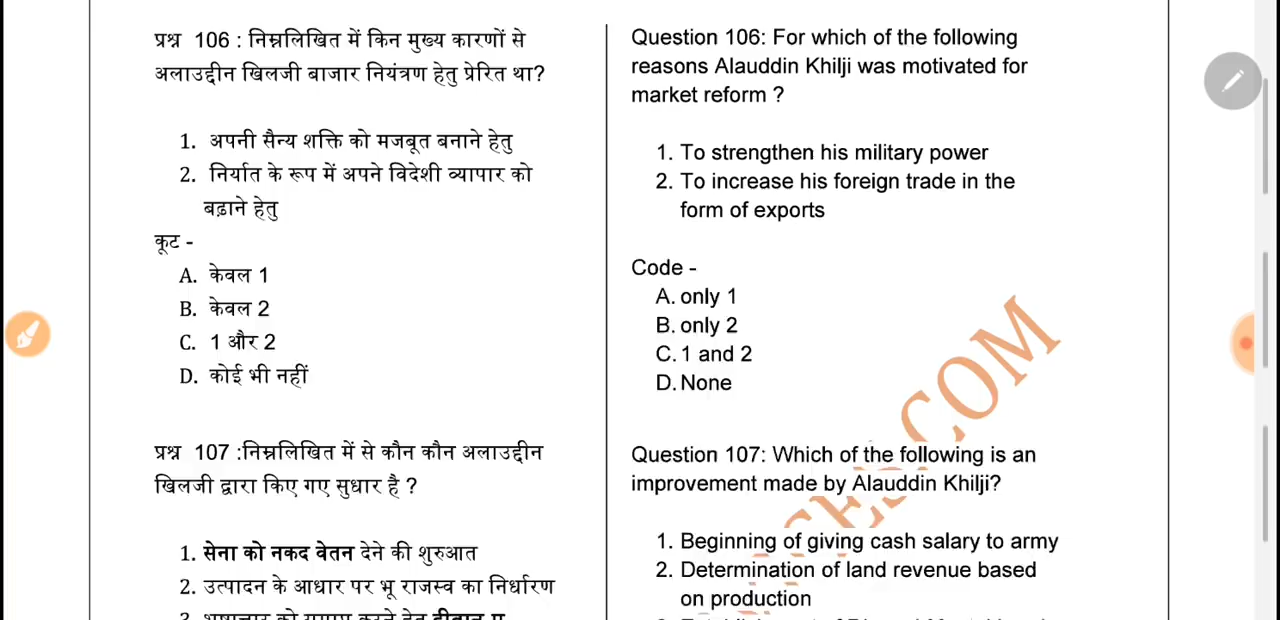 प्रश्न 106 : निम्नलिखित में किन मुख्य कारणों से
अलाउद्दीन खिलजी बाजार नियंत्रण हेतु प्रेरित था?
1. अपनी सैन्य शक्ति को मजबूत बनाने हेतु
2. निर्यात के रूप में अपने विदेशी व्यापार को
बढ़ाने हेतु
कूट -
A. केवल 1
B. केवल 2
C. 1 और 2
D. कोई भी नहीं
प्रश्न 107 :निम्नलिखित में से कौन कौन अलाउद्दीन
खिलजी द्वारा किए गए सुधार है ?
1. सेना को नकद वेतन देने की शुरुआत
2. उत्पादन के आधार पर भू राजस्व का निर्धारण
Question 106: For which of the following
reasons Alauddin Khilji was motivated for
market reform ?
1. To strengthen his military power
2. To increase his foreign trade in the
form of exports
Code -
A. only 1
B. only 2
C. 1 and 2
D. None
Question 107: Which of the following is an
improvement made by Alauddin Khilji?
1. Beginning of giving cash salary to army
2. Determination of land revenue based
on production
.COM